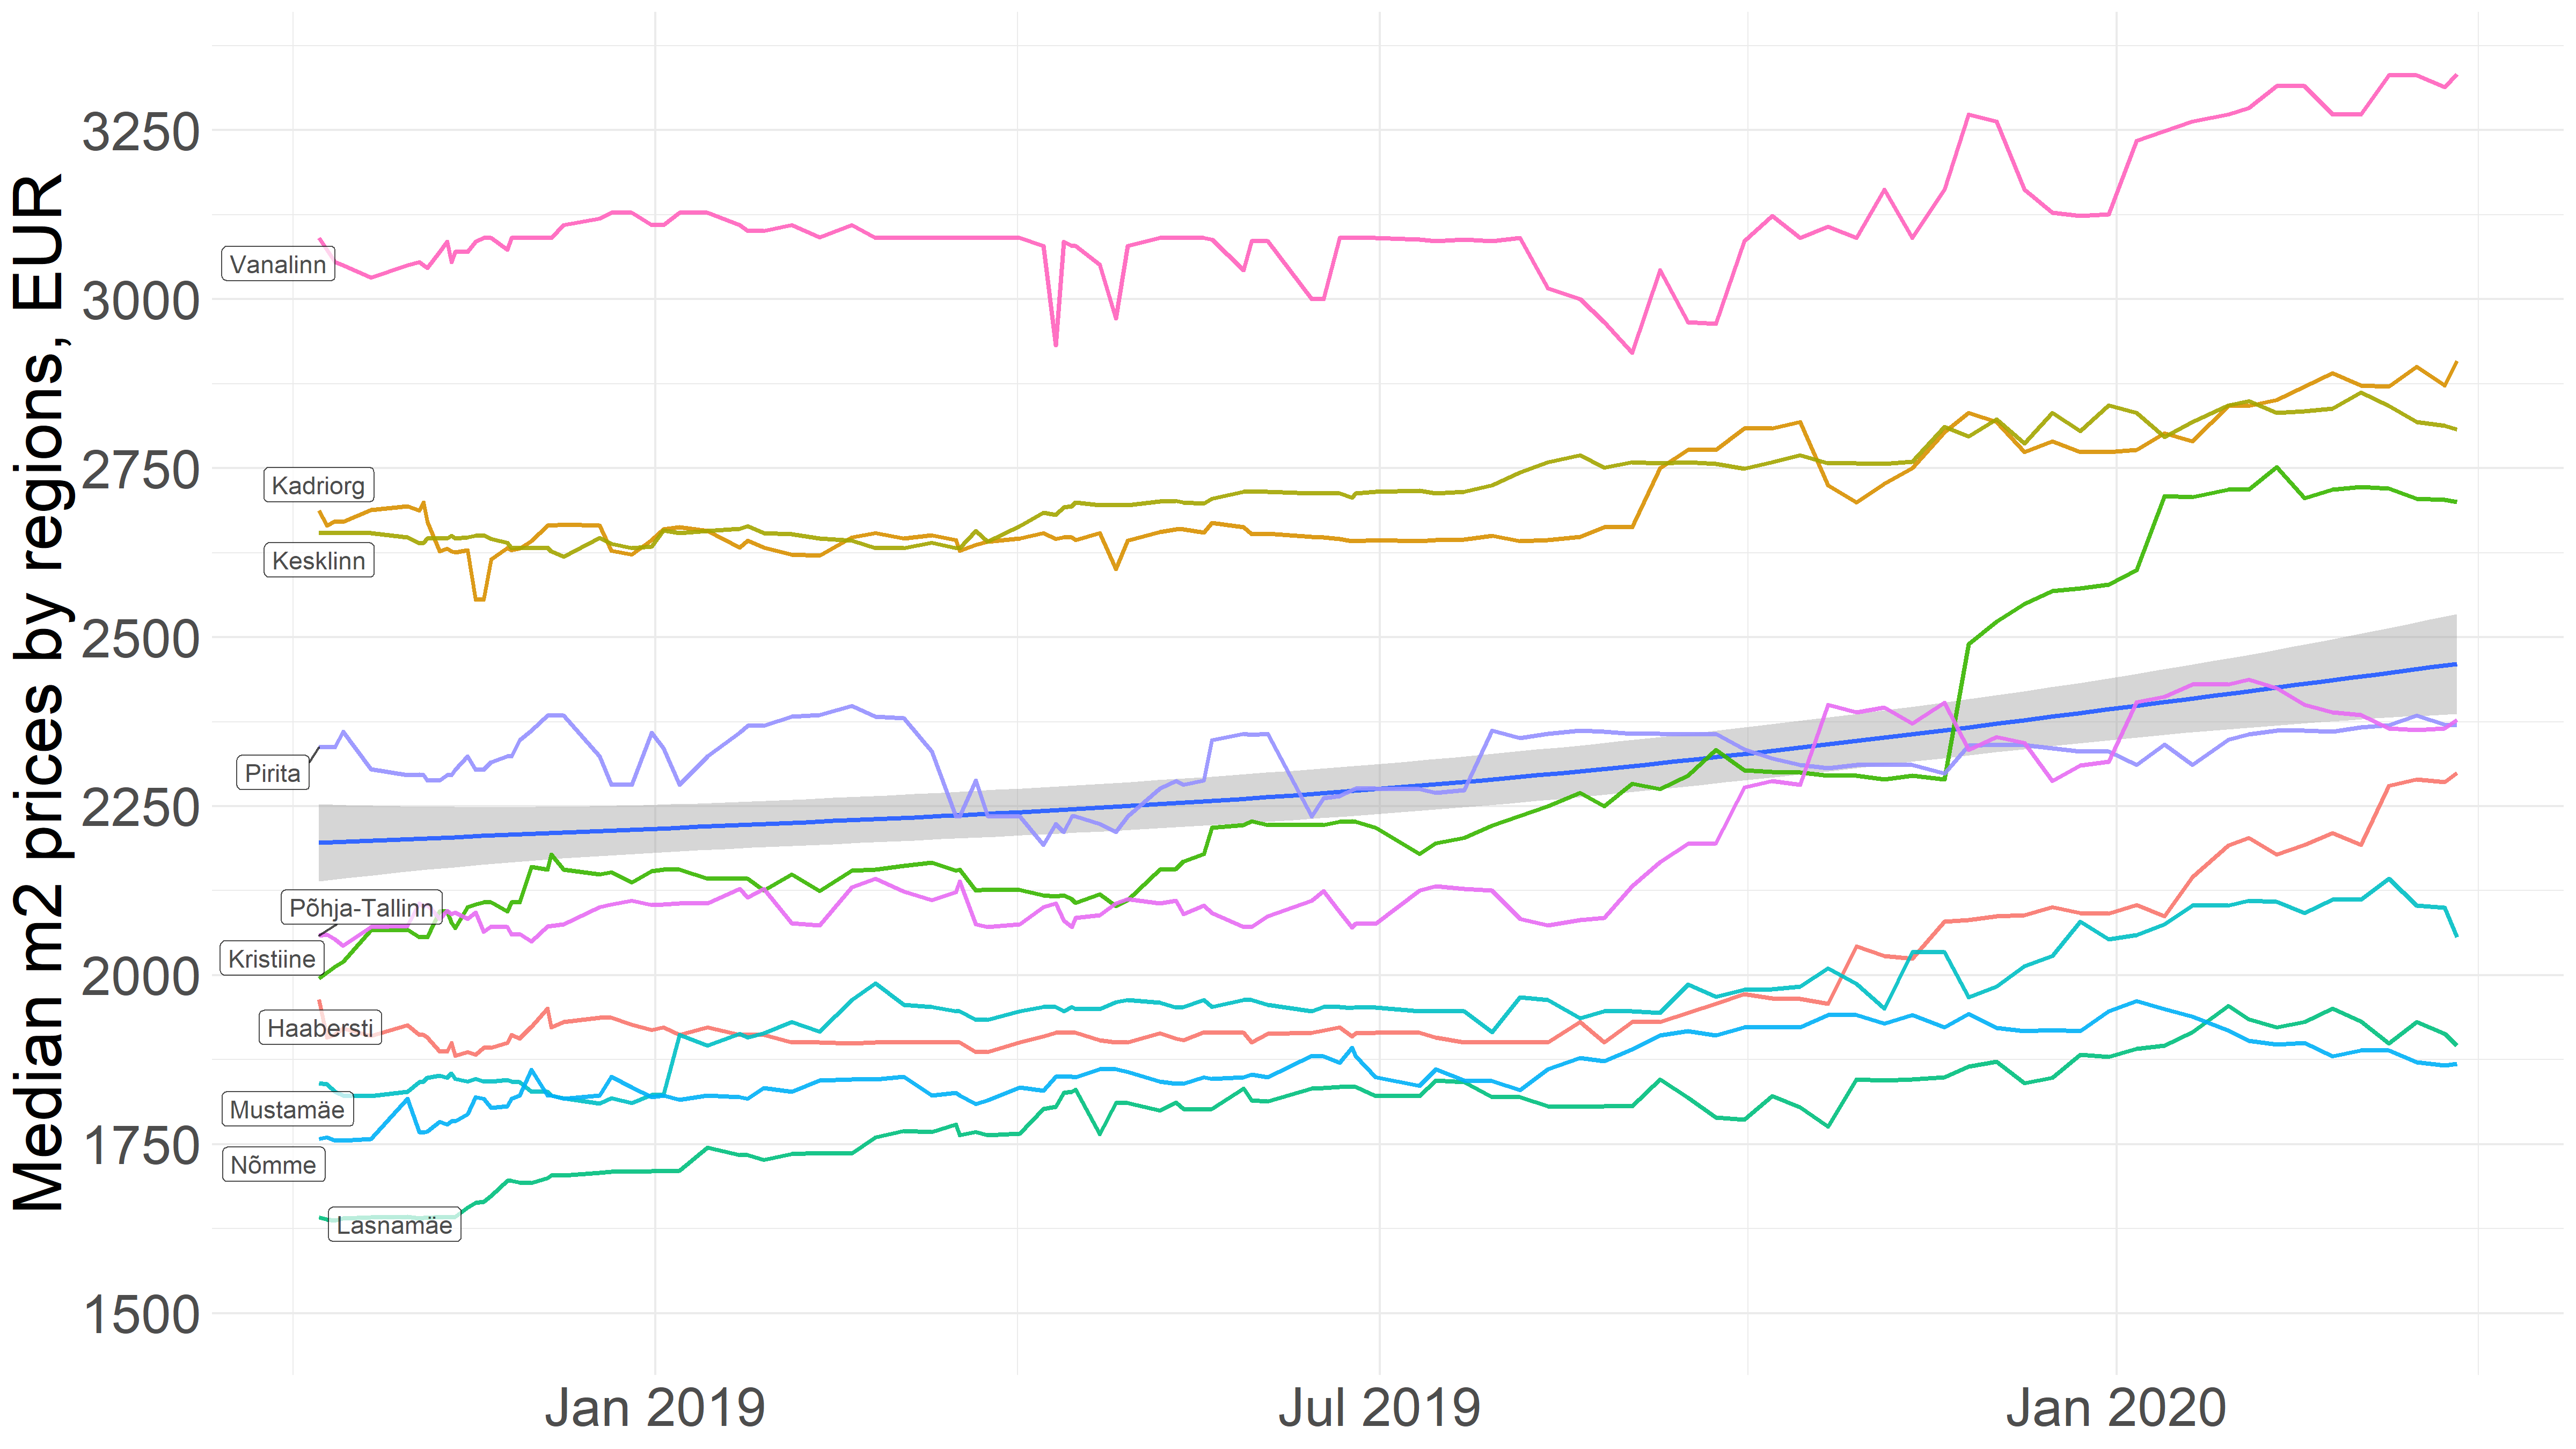 Median m2 prices by regions, EUR
3250
3000
2750
2500
2250
2000
1750
1500
Vanalinn
Kadriorg
Kesklinn
Pirita
Põhja-Tallinn
Kristiine
Haabersti
Mustamäe
Nõmme
Lasnamäe
Jan 2019
Jul 2019
Jan 2020